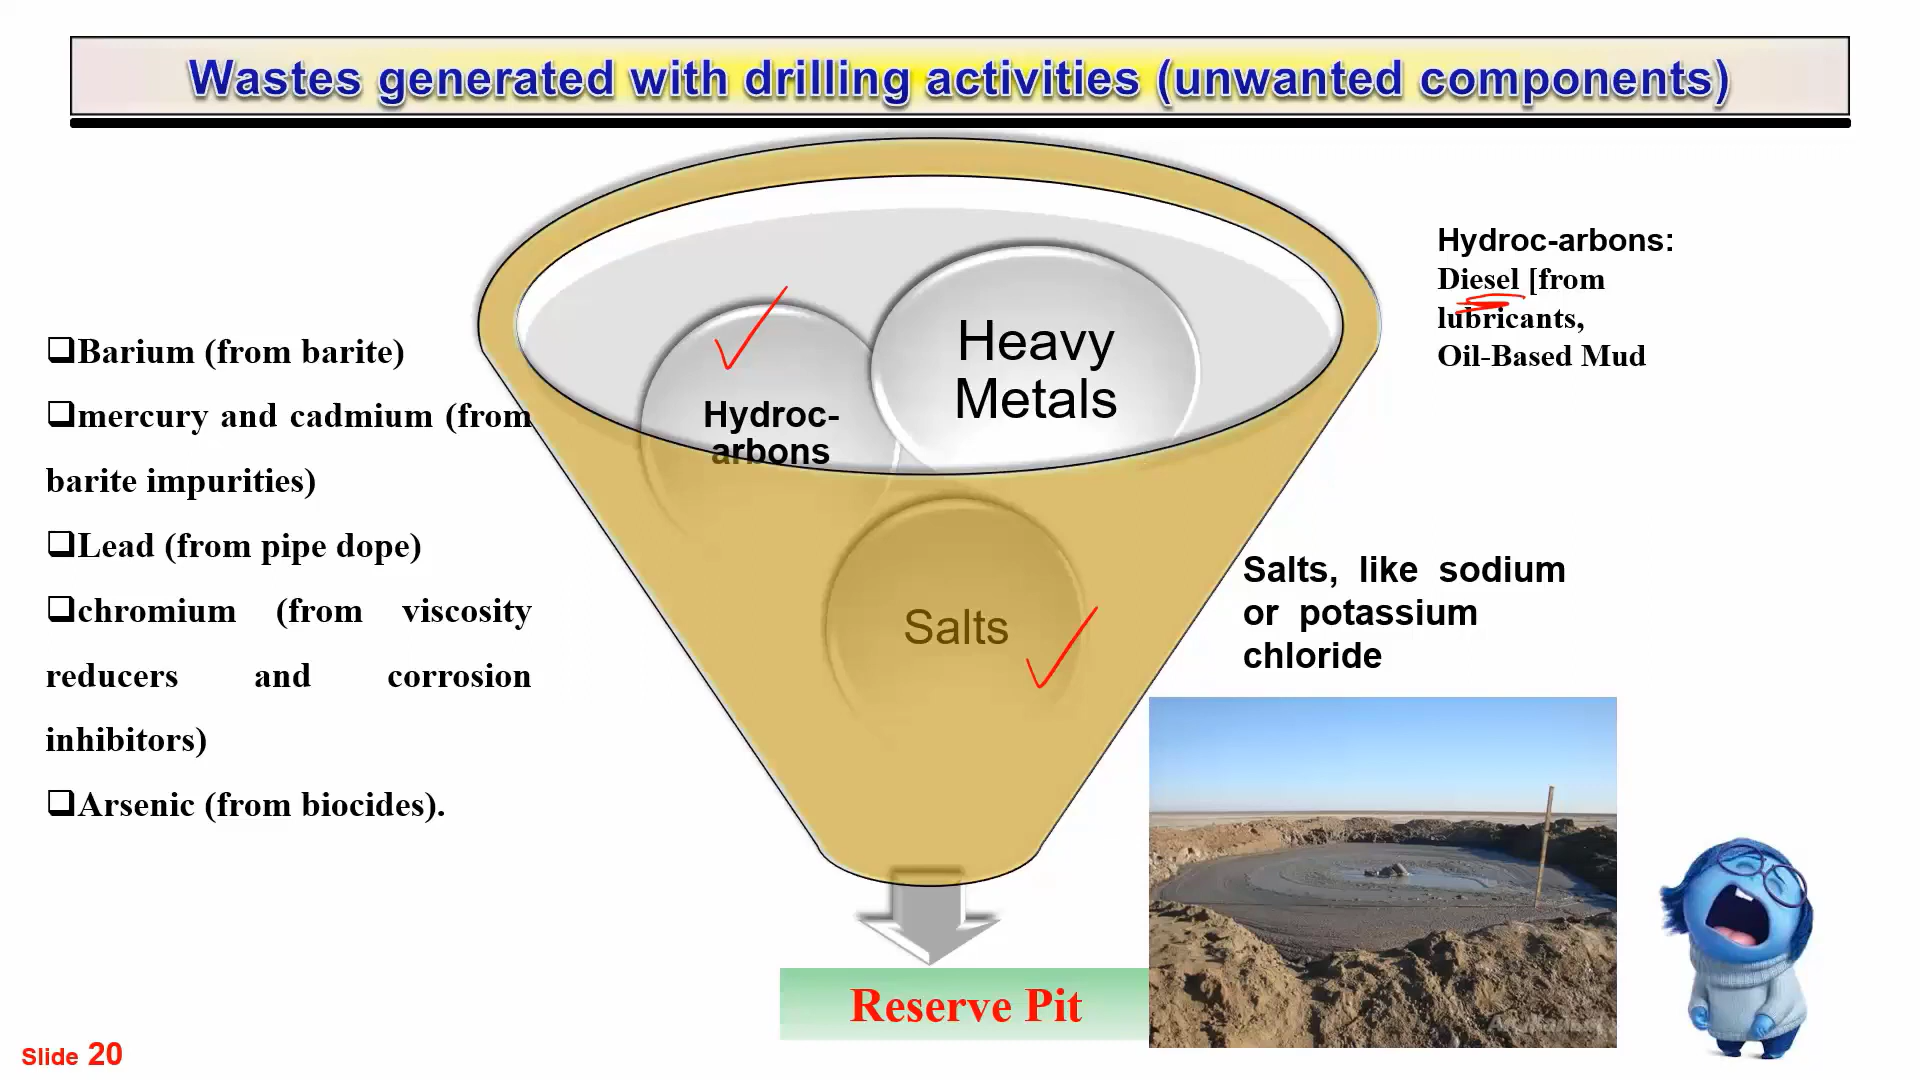 Wastes generated with drilling activities (unwanted components)
❑Barium (from barite)
❑mercury and cadmium (from
barite impurities)
❑Lead (from pipe dope)
❑chromium (from viscosity
reducers and corrosion
inhibitors)
❑Arsenic (from biocides).
Hydroc-
arbons
Heavy
Metals
Salts
Hydroc-arbons:
Diesel [from
lubricants,
Oil-Based Mud
Salts, like sodium
or potassium
chloride
Reserve Pit
Slide 20